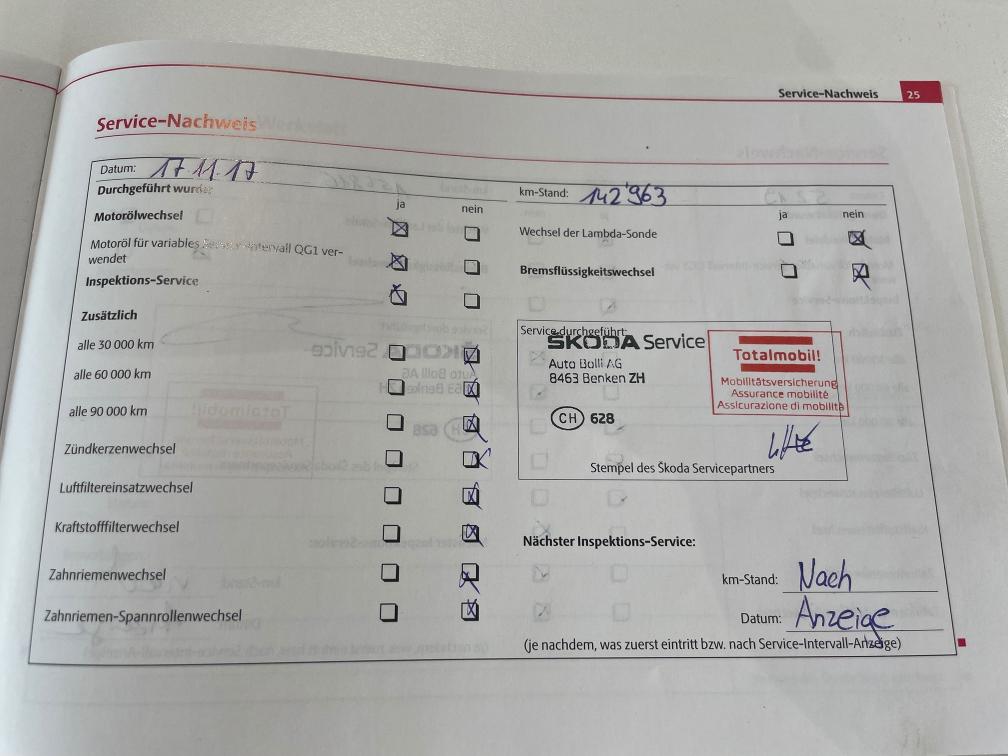 Service-Nachweis 25
Service-Nachweis
Datum: 17.11.17
km-Stand: 142'963
Durchgeführt wurde:
ja nein
Motorölwechsel
Motoröl für variables Service-Intervall QG1 ver-
wendet
Inspektions-Service
Zusätzlich
alle 30 000 km
alle 60 000 km
alle 90 000 km
Zündkerzenwechsel
Luftfiltereinsatzwechsel
Kraftstofffilterwechsel
Zahnriemenwechsel
Zahnriemen-Spannrollenwechsel
ja nein
Wechsel der Lambda-Sonde
Bremsflüssigkeitswechsel
Service durchgeführt:
ŠKODA Service
Auto Bolli AG
8463 Benken ZH
CH 628
Totalmobil!
Mobilitätsversicherung
Assurance mobilité
Assicurazione di mobilità
Stempel des Škoda Servicepartners
Nächster Inspektions-Service:
km-Stand: Nach
Datum: Anzeige
(je nachdem, was zuerst eintritt bzw. nach Service-Intervall-Anzeige)